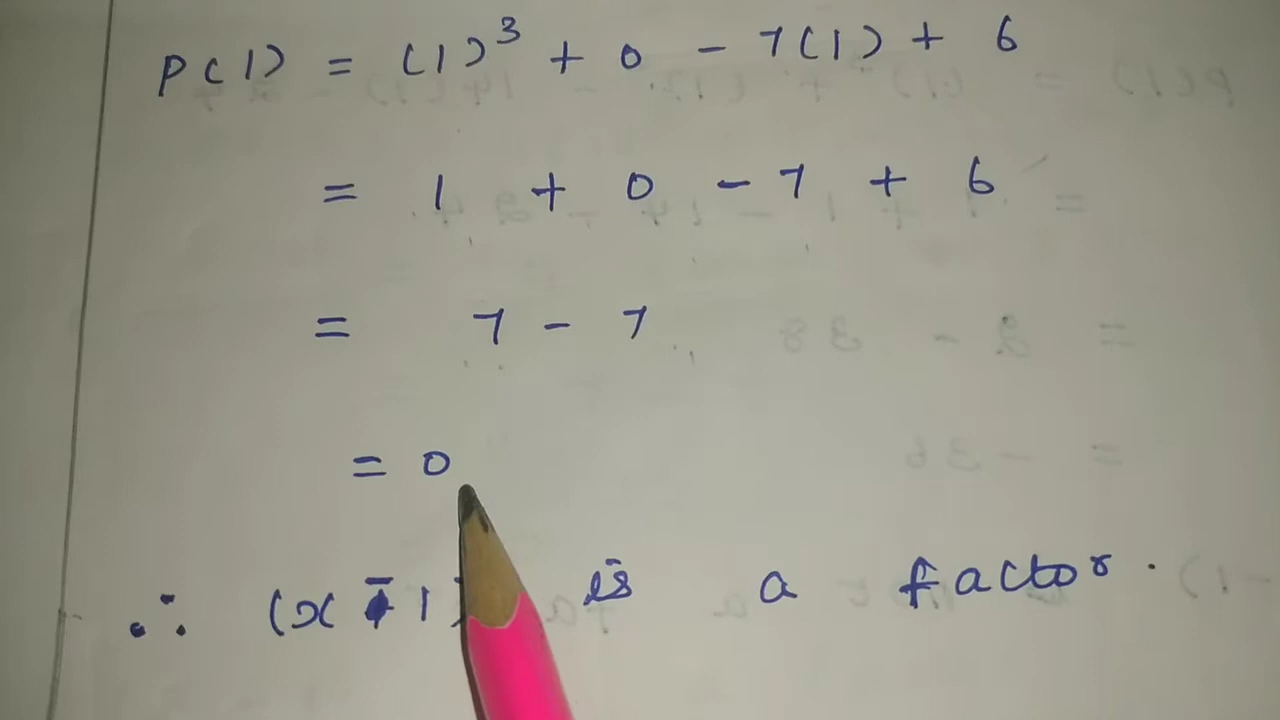 P(1) = (1)³ + 0 - 7(1) + 6
= 1 + 0 - 7 + 6
= 7 - 7
= 0
∴ (x - 1) is a factor.